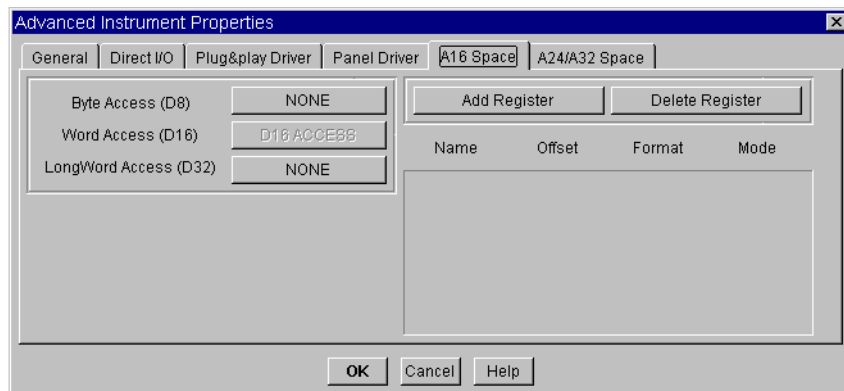 Advanced Instrument Properties
General Direct I/O Plug&play Driver Panel Driver A16 Space A24/A32 Space
Byte Access (D8) NONE Add Register Delete Register
Word Access (D16) D16 ACCESS
Name Offset Format Mode
LongWord Access (D32) NONE
OK Cancel Help